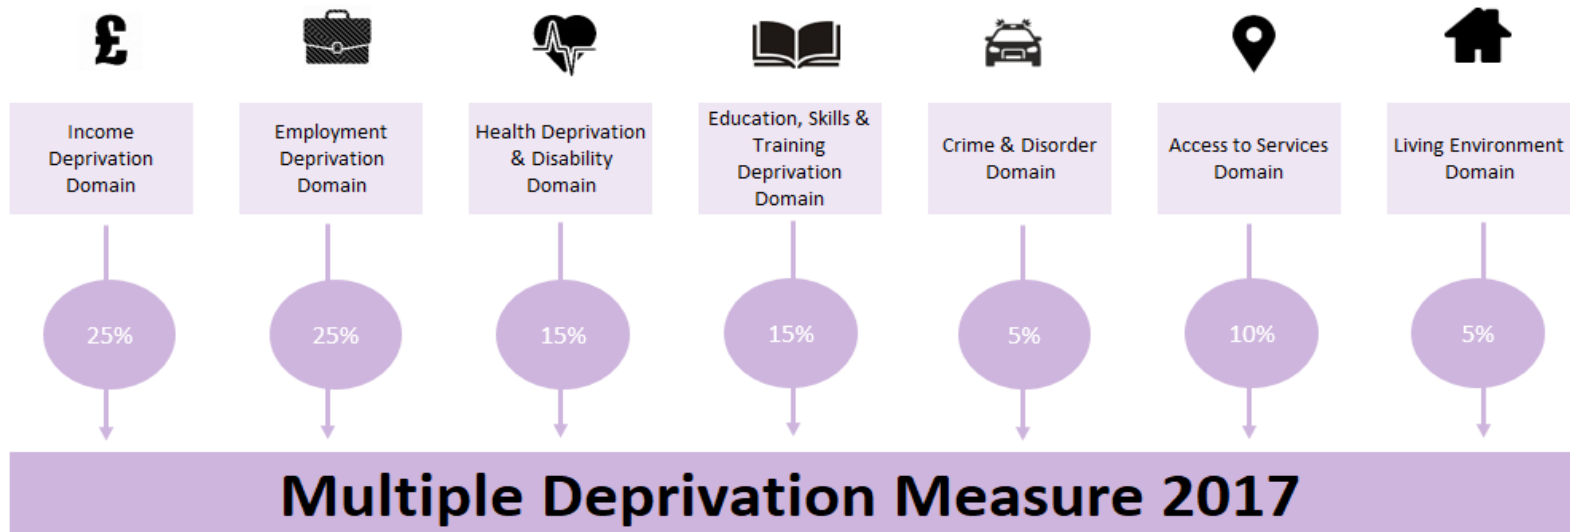 £
Income
Deprivation
Domain
Employment
Deprivation
Domain
Health Deprivation
& Disability
Domain
Education, Skills &
Training
Deprivation
Domain
Crime & Disorder
Domain
Access to Services
Domain
Living Environment
Domain
25%
25%
15%
15%
5%
10%
5%
Multiple Deprivation Measure 2017